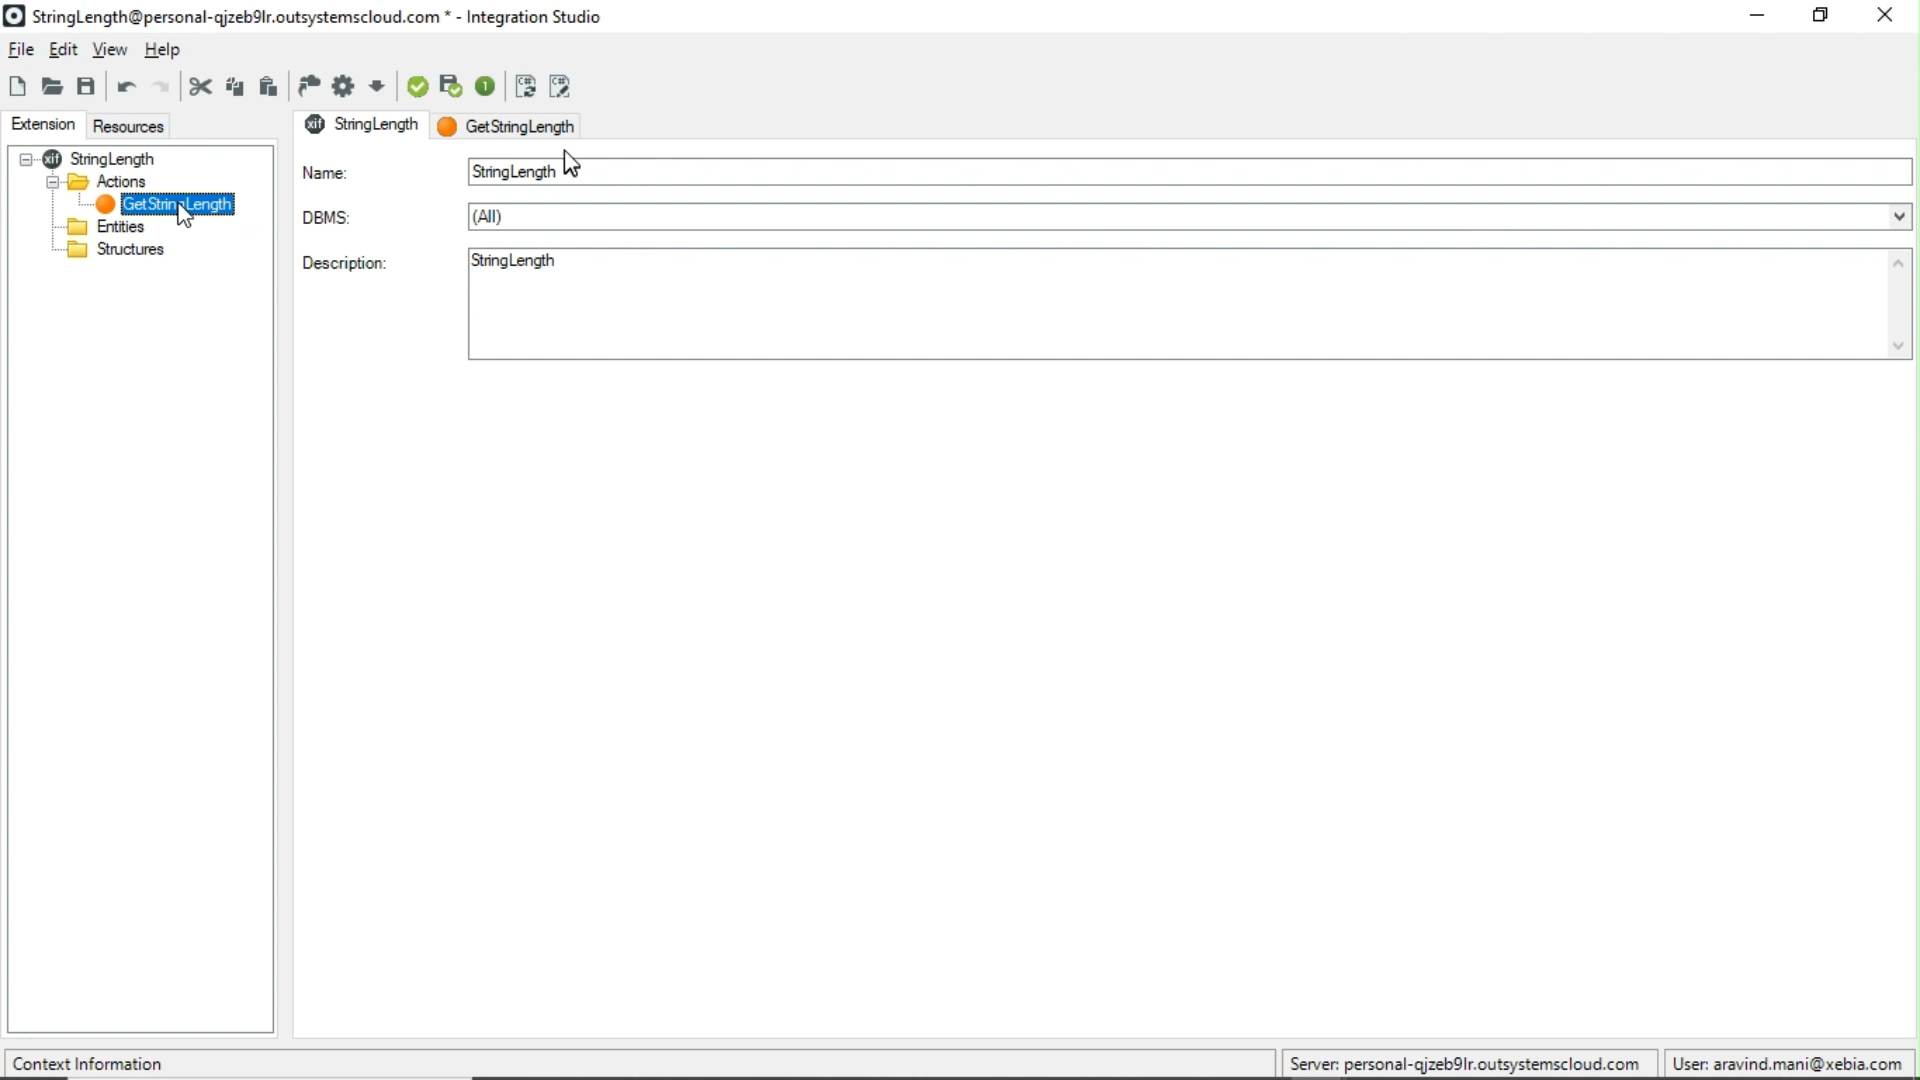 StringLength@personal-qjzeb9lr.outsystemscloud.com * - Integration Studio
File Edit View Help
Extension Resources StringLength GetStringLength
StringLength
Actions
GetStringLength
Entities
Structures
Name: StringLength
DBMS: (All)
Description: StringLength
Context Information Server: personal-qjzeb9lr.outsystemscloud.com User: aravind.mani@xebia.com